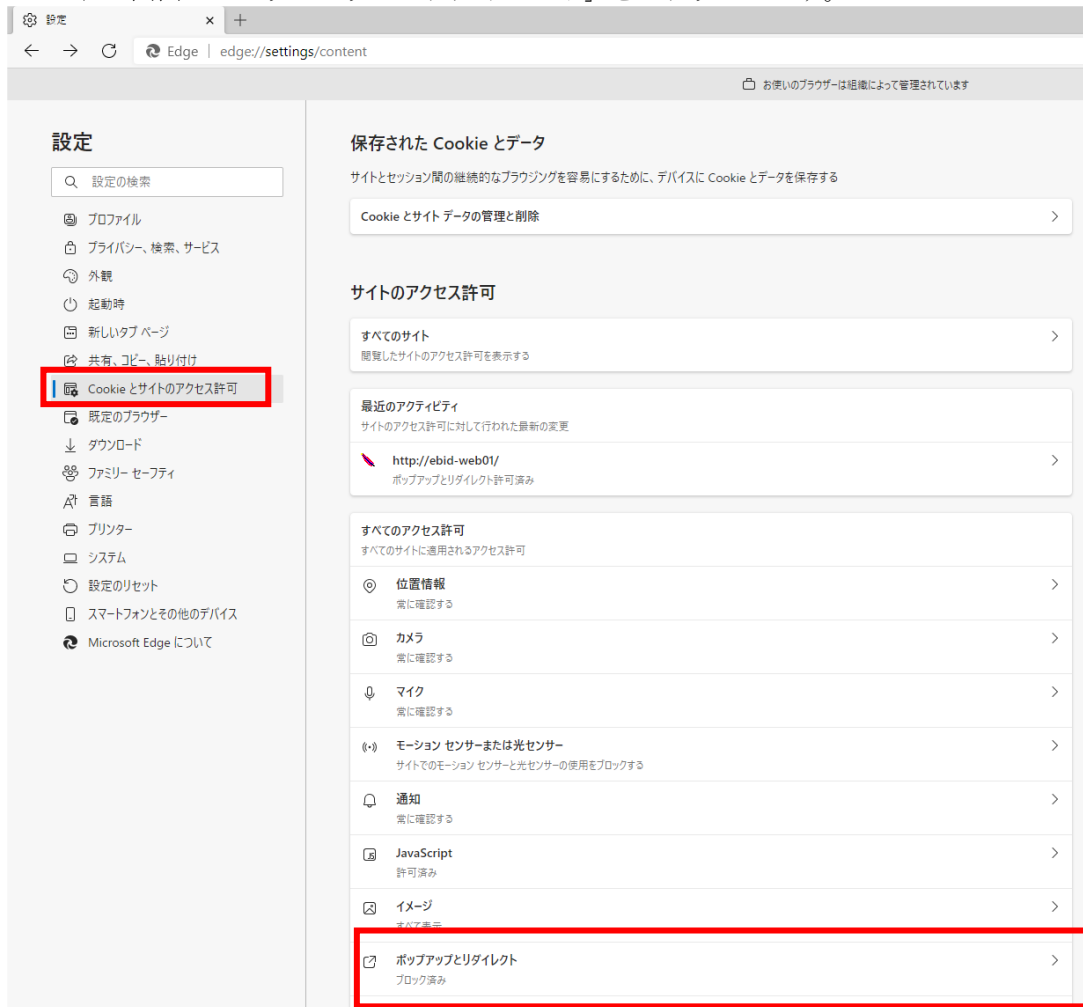 設定
Edge | edge://settings/content
お使いのブラウザーは組織によって管理されています
設定
設定の検索
プロファイル
プライバシー、検索、サービス
外観
起動時
新しいタブ ページ
共有、コピー、貼り付け
Cookie とサイトのアクセス許可
既定のブラウザー
ダウンロード
ファミリー セーフティ
言語
プリンター
システム
設定のリセット
スマートフォンとその他のデバイス
Microsoft Edge について
保存された Cookie とデータ
サイトとセッション間の継続的なブラウジングを容易にするために、デバイスに Cookie とデータを保存する
Cookie とサイト データの管理と削除
サイトのアクセス許可
すべてのサイト
閲覧したサイトのアクセス許可を表示する
最近のアクティビティ
サイトのアクセス許可に対して行われた最新の変更
http://ebid-web01/
ポップアップとリダイレクト許可済み
すべてのアクセス許可
すべてのサイトに適用されるアクセス許可
位置情報
常に確認する
カメラ
常に確認する
マイク
常に確認する
モーション センサーまたは光センサー
サイトでのモーション センサーと光センサーの使用をブロックする
通知
常に確認する
JavaScript
許可済み
イメージ
すべて表示
ポップアップとリダイレクト
ブロック済み